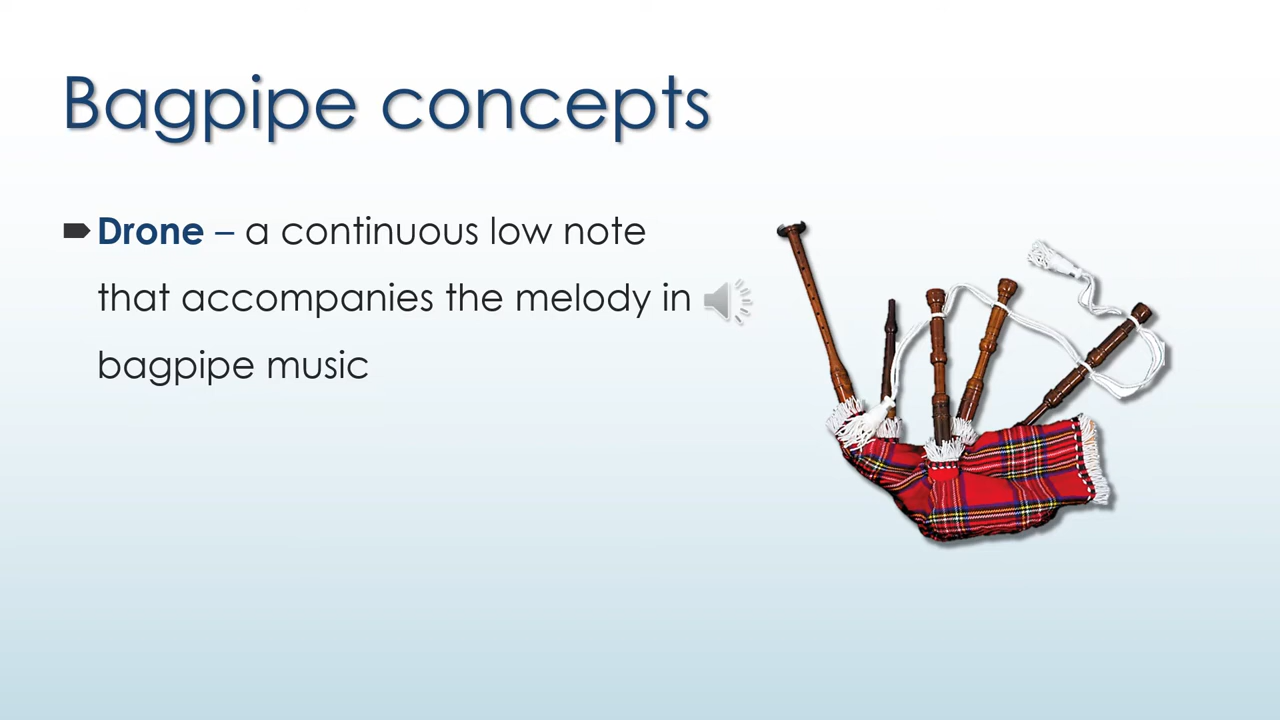 Bagpipe concepts
Drone – a continuous low note
that accompanies the melody in
bagpipe music